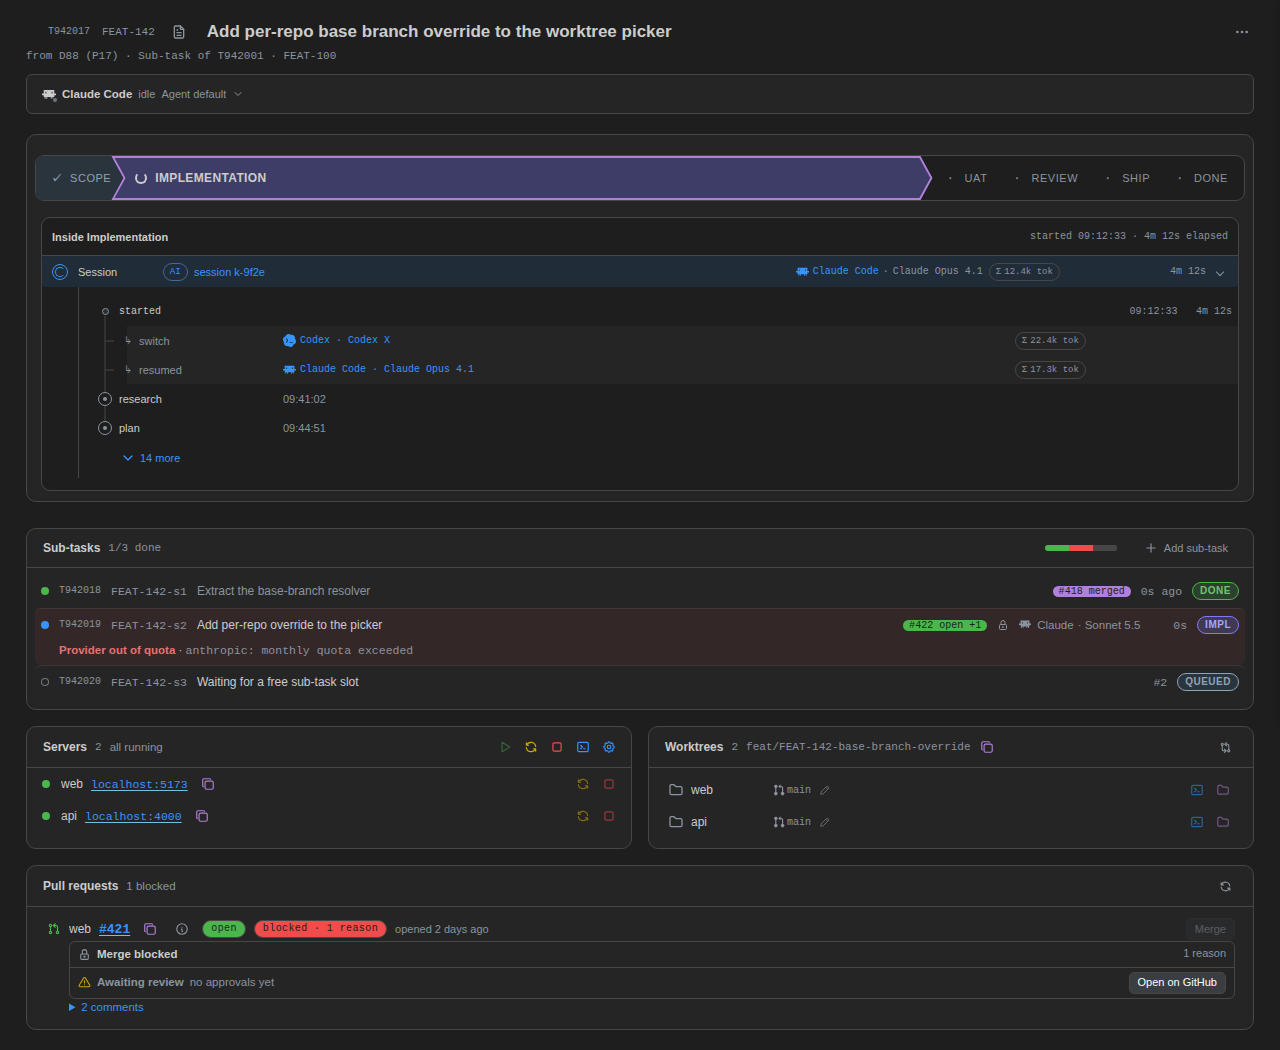 T942017 FEAT-142 Add per-repo base branch override to the worktree picker
from D88 (P17) · Sub-task of T942001 · FEAT-100
Claude Code idle Agent default
SCOPE IMPLEMENTATION · UAT · REVIEW · SHIP · DONE
Inside Implementation started 09:12:33 · 4m 12s elapsed
Session AI session k-9f2e Claude Code · Claude Opus 4.1 Σ 12.4k tok 4m 12s
started 09:12:33 4m 12s
↳ switch Codex · Codex X Σ 22.4k tok
↳ resumed Claude Code · Claude Opus 4.1 Σ 17.3k tok
research 09:41:02
plan 09:44:51
14 more
Sub-tasks 1/3 done Add sub-task
T942018 FEAT-142-s1 Extract the base-branch resolver #418 merged 0s ago DONE
T942019 FEAT-142-s2 Add per-repo override to the picker #422 open +1 Claude · Sonnet 5.5 0s IMPL
Provider out of quota · anthropic: monthly quota exceeded
T942020 FEAT-142-s3 Waiting for a free sub-task slot #2 QUEUED
Servers 2 all running
web localhost:5173
api localhost:4000
Worktrees 2 feat/FEAT-142-base-branch-override
web main
api main
Pull requests 1 blocked
web #421 open blocked · 1 reason opened 2 days ago Merge
Merge blocked 1 reason
Awaiting review no approvals yet Open on GitHub
2 comments